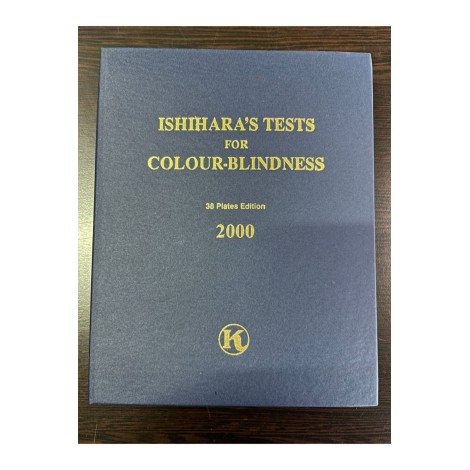 ISHIHARA'S TESTS
FOR
COLOUR-BLINDNESS
38 Plates Edition
2000
K